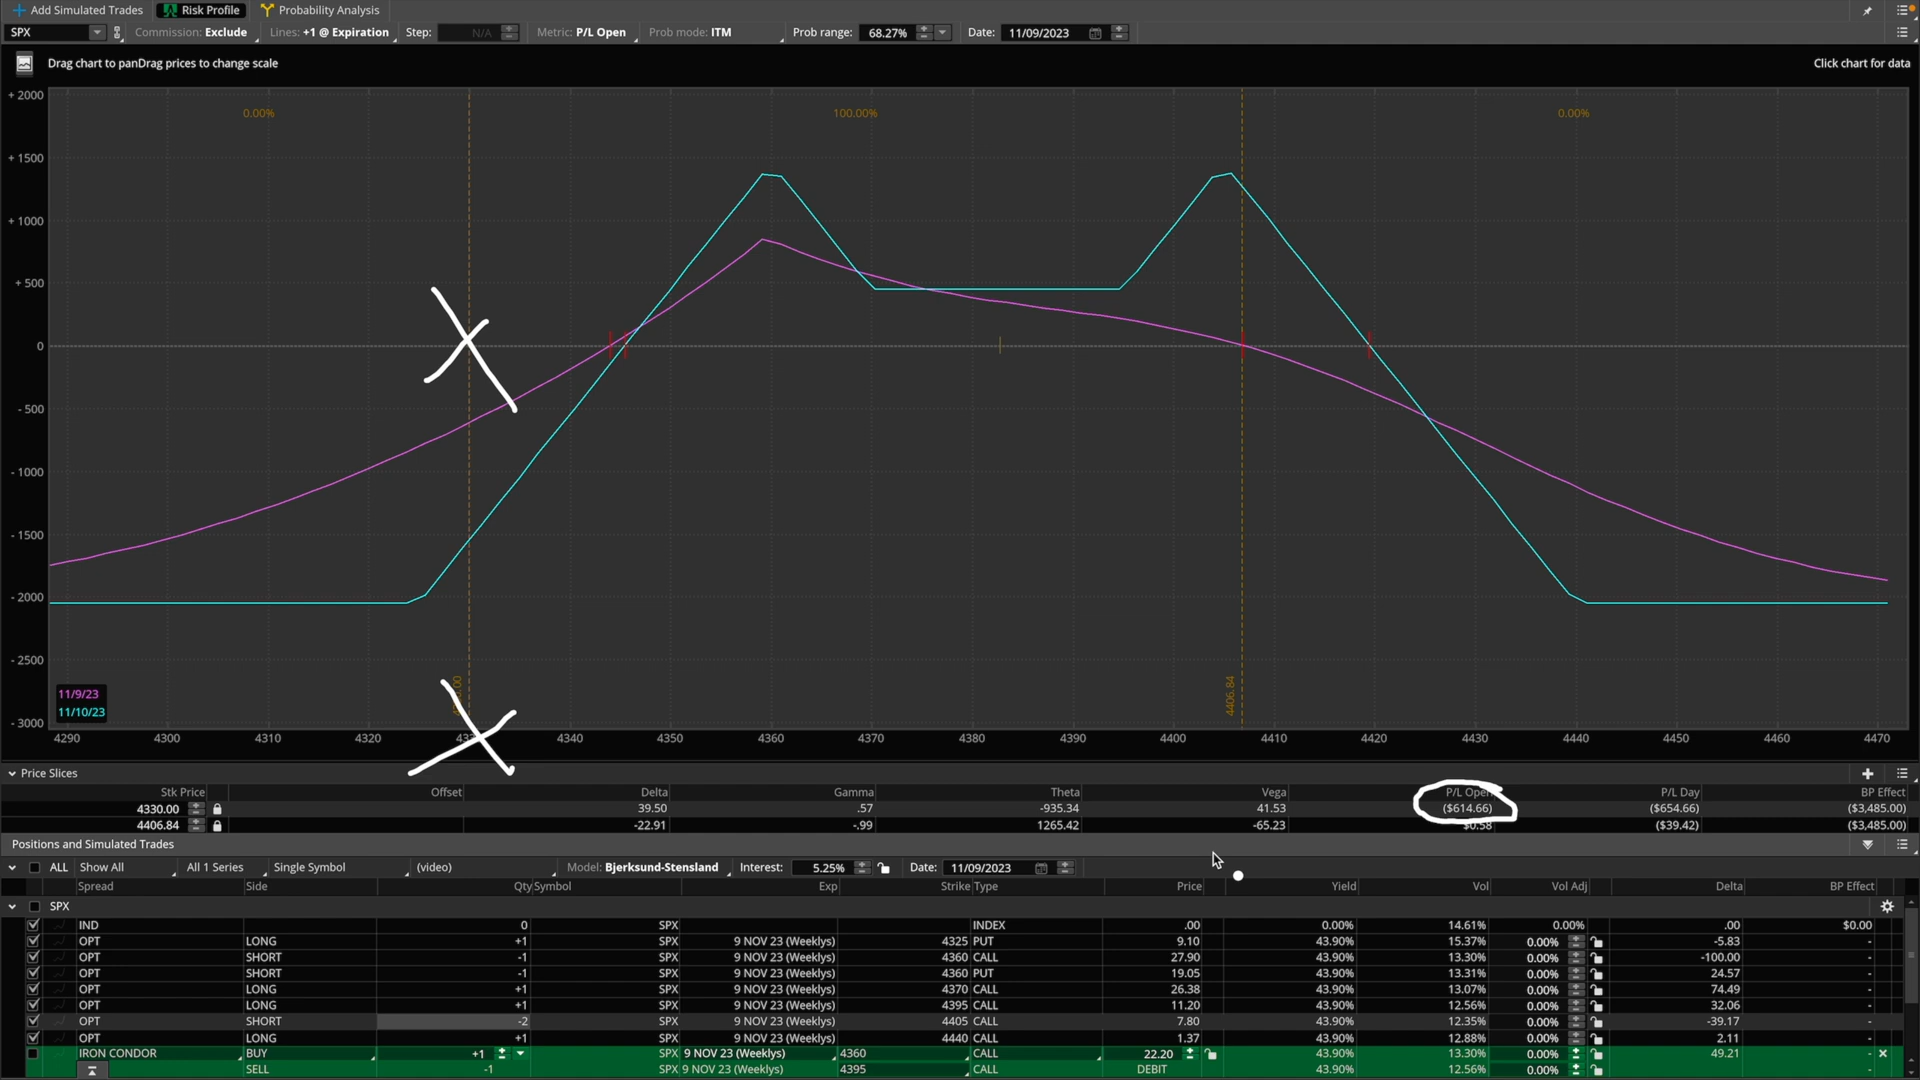 Add Simulated Trades Risk Profile Probability Analysis
SPX Commission: Exclude Lines: +1 @ Expiration Step: N/A Metric: P/L Open Prob mode: ITM Prob range: 68.27% Date: 11/09/2023
Drag chart to panDrag prices to change scale Click chart for data
+ 2000
0.00% 100.00% 0.00%
+ 1500
+ 1000
+ 500
0
- 500
- 1000
- 1500
- 2000
- 2500
4406.84
11/9/23
11/10/23
- 3000
4290 4300 4310 4320 4340 4350 4360 4370 4380 4390 4400 4410 4420 4430 4440 4450 4460 4470
Price Slices
Stk Price Offset Delta Gamma Theta Vega P/L Open P/L Day BP Effect
4330.00 39.50 .57 -935.34 41.53 ($614.66) ($654.66) ($3,485.00)
4406.84 -22.91 -.99 1265.42 -65.23 $0.58 ($39.42) ($3,485.00)
Positions and Simulated Trades
ALL Show All All 1 Series Single Symbol (video) Model: Bjerksund-Stensland Interest: 5.25% Date: 11/09/2023
Spread Side Qty Symbol Exp Strike Type Price Yield Vol Vol Adj Delta BP Effect
SPX
IND 0 SPX INDEX .00 0.00% 14.61% 0.00% .00 $0.00
OPT LONG +1 SPX 9 NOV 23 (Weeklys) 4325 PUT 9.10 43.90% 15.37% 0.00% -5.83 -
OPT SHORT -1 SPX 9 NOV 23 (Weeklys) 4360 CALL 27.90 43.90% 13.30% 0.00% -100.00 -
OPT SHORT -1 SPX 9 NOV 23 (Weeklys) 4360 PUT 19.05 43.90% 13.31% 0.00% 24.57 -
OPT LONG +1 SPX 9 NOV 23 (Weeklys) 4370 CALL 26.38 43.90% 13.07% 0.00% 74.49 -
OPT LONG +1 SPX 9 NOV 23 (Weeklys) 4395 CALL 11.20 43.90% 12.56% 0.00% 32.06 -
OPT SHORT -2 SPX 9 NOV 23 (Weeklys) 4405 CALL 7.80 43.90% 12.35% 0.00% -39.17 -
OPT LONG +1 SPX 9 NOV 23 (Weeklys) 4440 CALL 1.37 43.90% 12.88% 0.00% 2.11 -
IRON CONDOR BUY +1 SPX 9 NOV 23 (Weeklys) 4360 CALL 22.20 43.90% 13.30% 0.00% 49.21 -
SELL -1 SPX 9 NOV 23 (Weeklys) 4395 CALL DEBIT 43.90% 12.56% 0.00% -